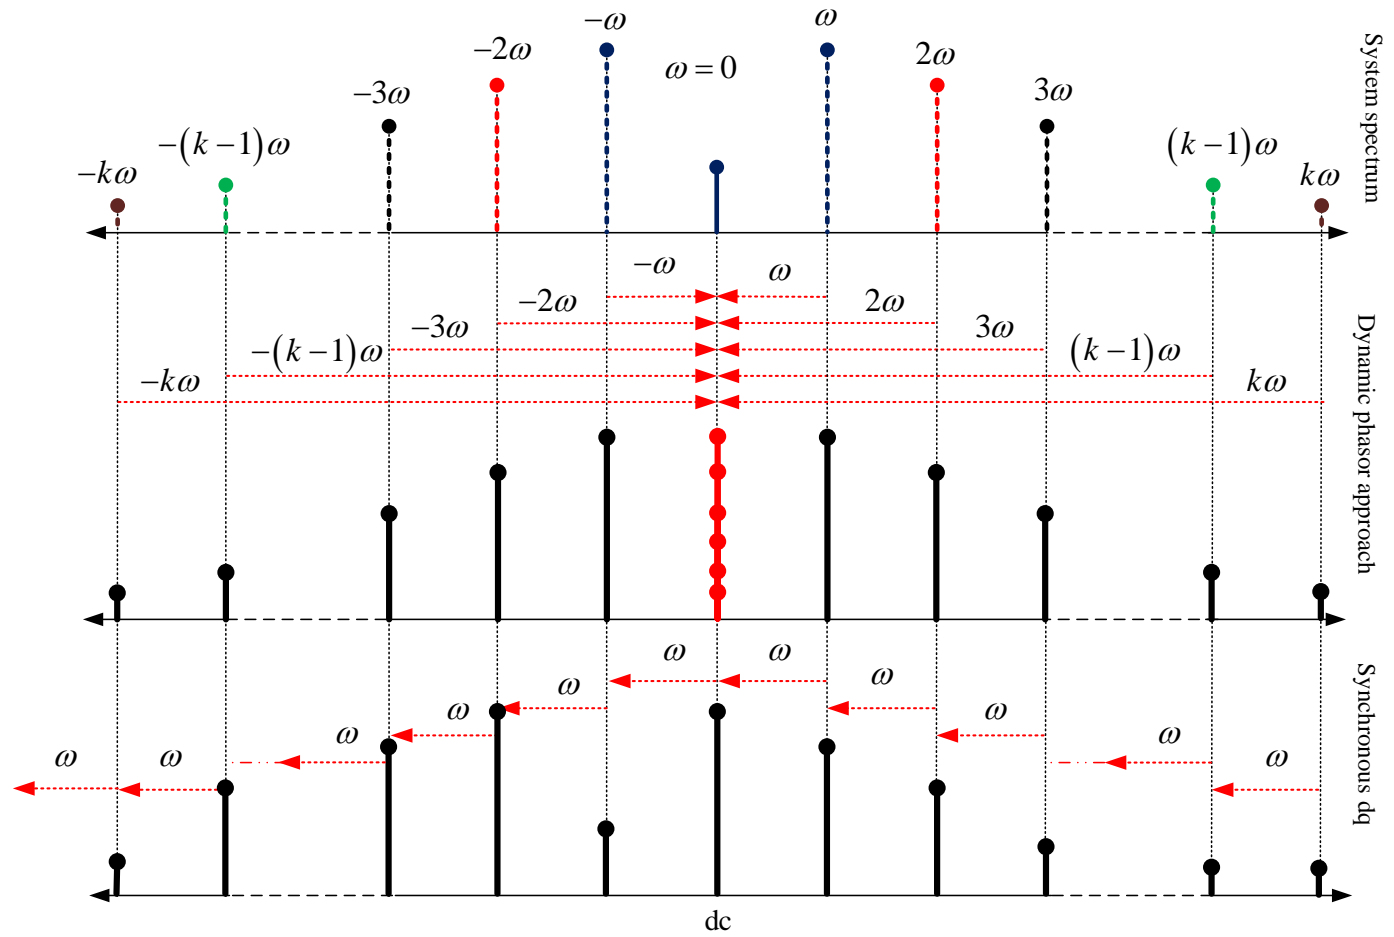 −ω
ω
−2ω
ω = 0
2ω
−3ω
3ω
−(k−1)ω
(k−1)ω
−kω
kω
System spectrum
−ω
ω
−2ω
2ω
−3ω
3ω
−(k−1)ω
(k−1)ω
−kω
kω
Dynamic phasor approach
ω
ω
ω
ω
ω
ω
ω
ω
ω
ω
ω
Synchronous dq
dc